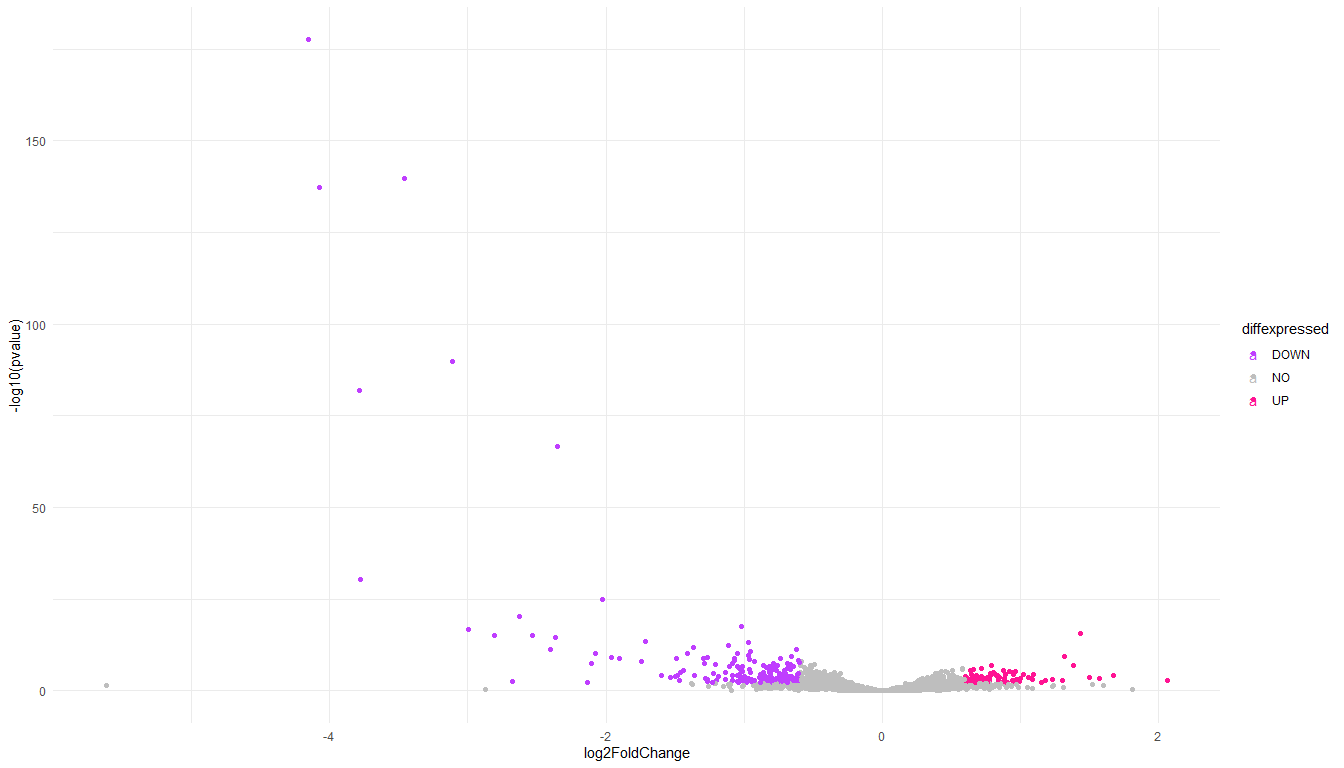 150
100
50
0
-log10(pvalue)
-4
-2
0
2
log2FoldChange
diffexpressed
a DOWN
a NO
a UP